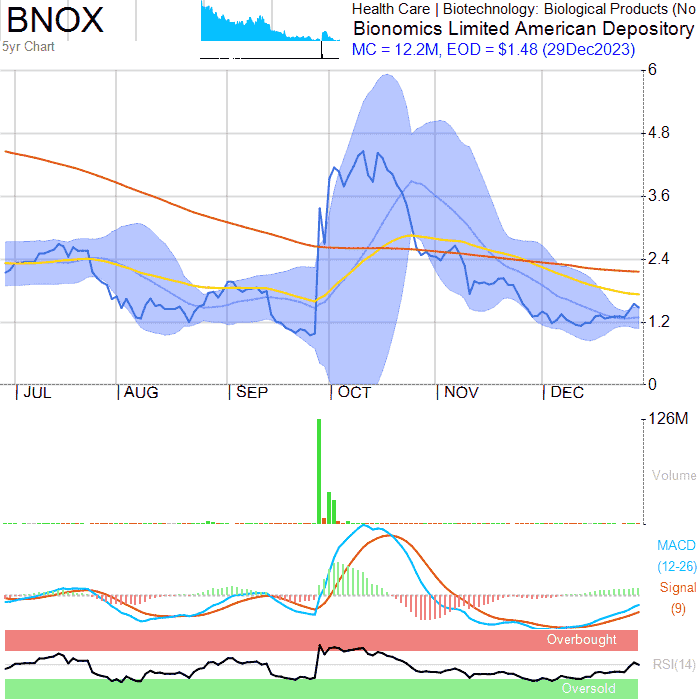 BNOX
5yr Chart
Health Care | Biotechnology: Biological Products (No
Bionomics Limited American Depository
MC = 12.2M, EOD = $1.48 (29Dec2023)
6
4.8
3.6
2.4
1.2
0
JUL AUG SEP OCT NOV DEC
126M
Volume
MACD
(12-26)
Signal
(9)
Overbought
RSI(14)
Oversold